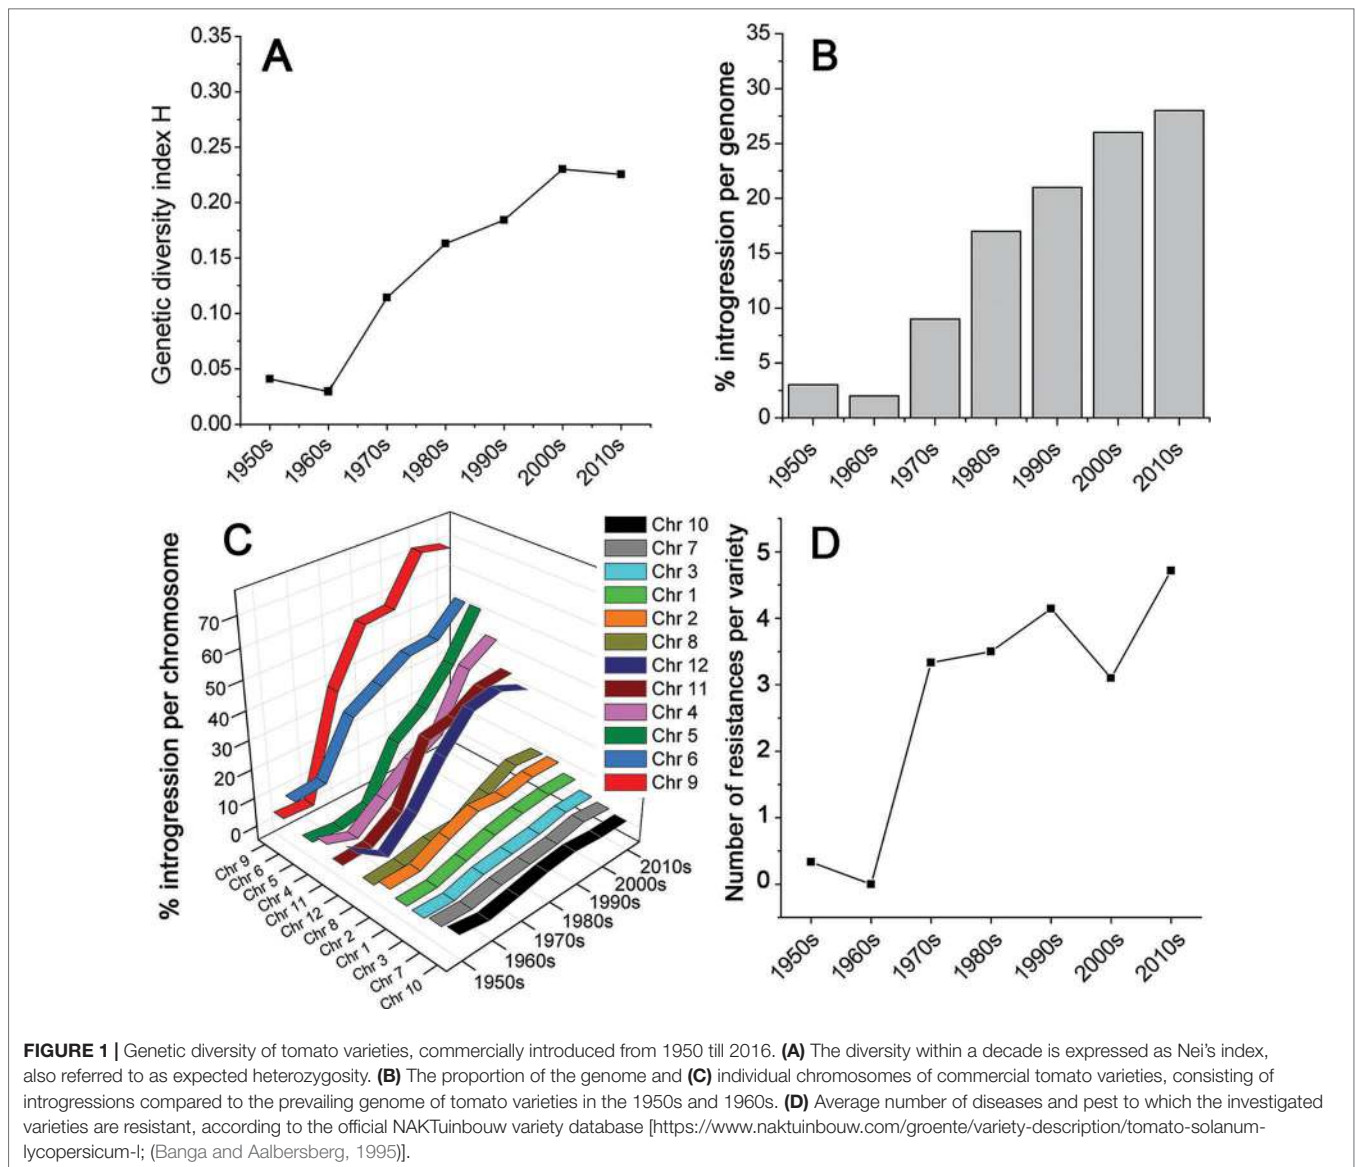 A
Genetic diversity index H
0.35
0.30
0.25
0.20
0.15
0.10
0.05
0.00
1950s
1960s
1970s
1980s
1990s
2000s
2010s
B
% introgression per genome
35
30
25
20
15
10
5
0
1950s
1960s
1970s
1980s
1990s
2000s
2010s
C
% introgression per chromosome
70
60
50
40
30
20
10
0
Chr 9
Chr 6
Chr 5
Chr 4
Chr 11
Chr 12
Chr 8
Chr 2
Chr 1
Chr 3
Chr 7
Chr 10
1950s
1960s
1970s
1980s
1990s
2000s
2010s
Chr 10
Chr 7
Chr 3
Chr 1
Chr 2
Chr 8
Chr 12
Chr 11
Chr 4
Chr 5
Chr 6
Chr 9
D
Number of resistances per variety
5
4
3
2
1
0
1950s
1960s
1970s
1980s
1990s
2000s
2010s
FIGURE 1 | Genetic diversity of tomato varieties, commercially introduced from 1950 till 2016. (A) The diversity within a decade is expressed as Nei's index,
also referred to as expected heterozygosity. (B) The proportion of the genome and (C) individual chromosomes of commercial tomato varieties, consisting of
introgressions compared to the prevailing genome of tomato varieties in the 1950s and 1960s. (D) Average number of diseases and pest to which the investigated
varieties are resistant, according to the official NAKTuinbouw variety database [https://www.naktuinbouw.com/groente/variety-description/tomato-solanum-
lycopersicum-l; (Banga and Aalbersberg, 1995)].